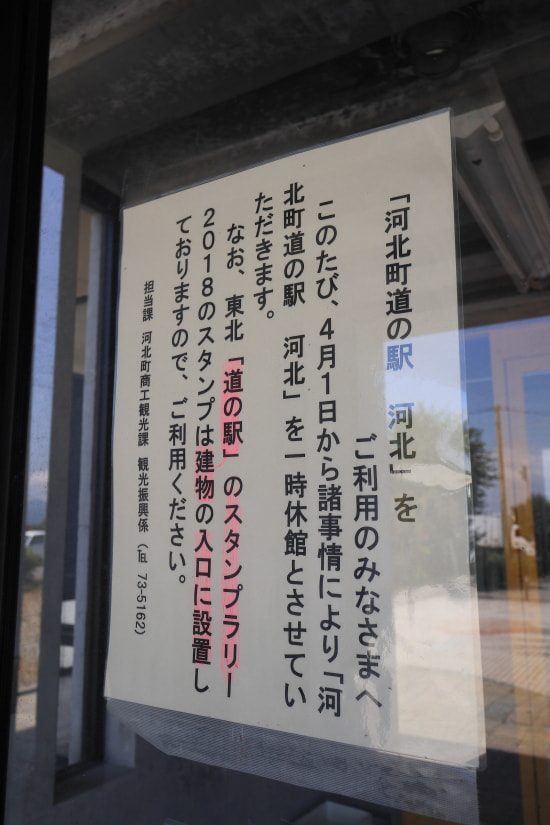 「河北町道の駅　河北」を
ご利用のみなさまへ
このたび、4月1日から諸事情により「河
北町道の駅　河北」を一時休館とさせてい
ただきます。
なお、東北「道の駅」のスタンプラリー
2018のスタンプは建物の入口に設置し
ておりますので、ご利用ください。
担当課　河北町商工観光課　観光振興係（℡　73-5162）